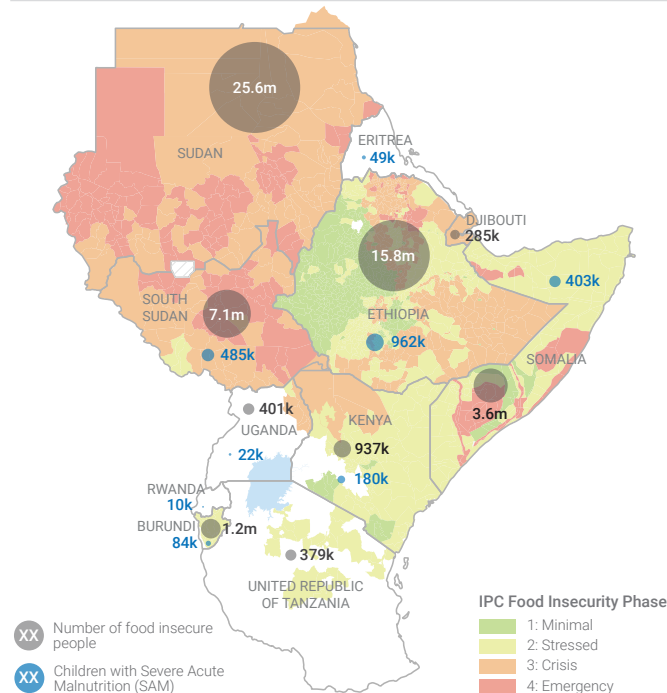 25.6m
SUDAN
ERITREA
49k
DJIBOUTI
285k
15.8m
403k
SOUTH
SUDAN
7.1m
ETHIOPIA
962k
485k
SOMALIA
3.6m
401k
UGANDA
KENYA
937k
22k
180k
RWANDA
10k
BURUNDI
1.2m
84k
379k
UNITED REPUBLIC
OF TANZANIA
XX
Number of food insecure
people
XX
Children with Severe Acute
Malnutrition (SAM)
IPC Food Insecurity Phase
1: Minimal
2: Stressed
3: Crisis
4: Emergency